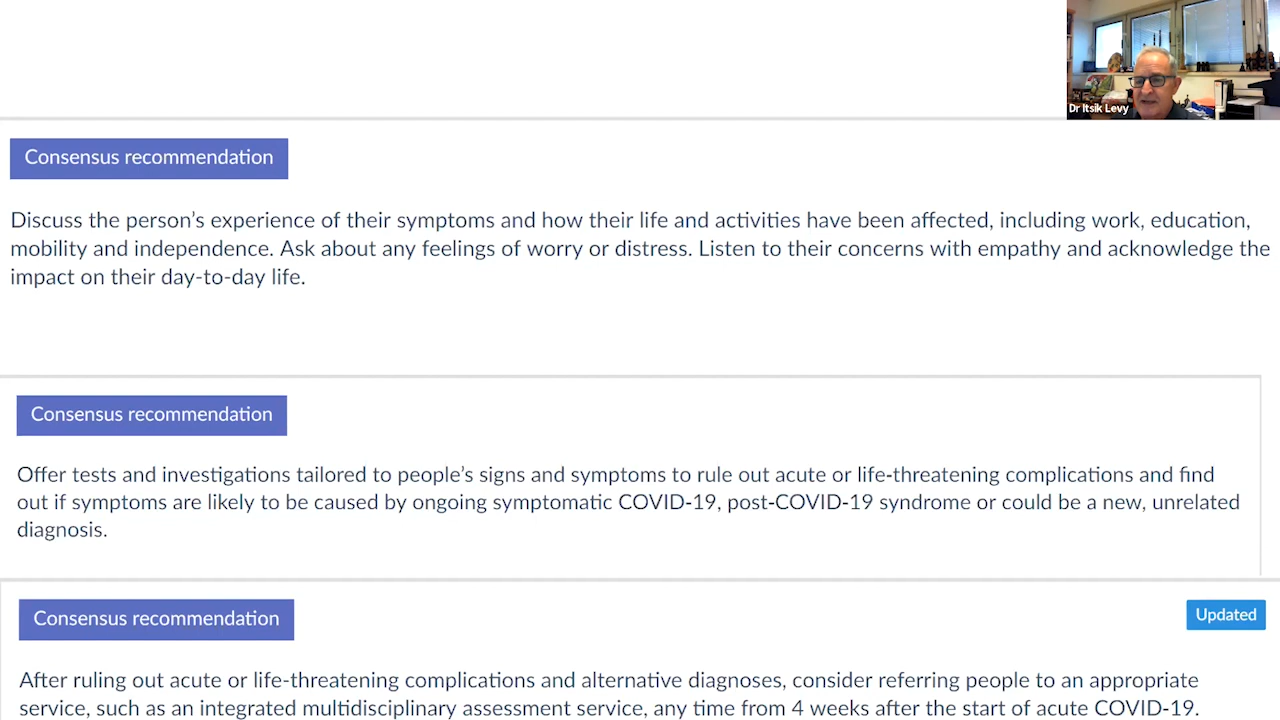 Dr Itsik Levy
Consensus recommendation
Discuss the person’s experience of their symptoms and how their life and activities have been affected, including work, education,
mobility and independence. Ask about any feelings of worry or distress. Listen to their concerns with empathy and acknowledge the
impact on their day-to-day life.
Consensus recommendation
Offer tests and investigations tailored to people’s signs and symptoms to rule out acute or life-threatening complications and find
out if symptoms are likely to be caused by ongoing symptomatic COVID-19, post-COVID-19 syndrome or could be a new, unrelated
diagnosis.
Consensus recommendation
Updated
After ruling out acute or life-threatening complications and alternative diagnoses, consider referring people to an appropriate
service, such as an integrated multidisciplinary assessment service, any time from 4 weeks after the start of acute COVID-19.